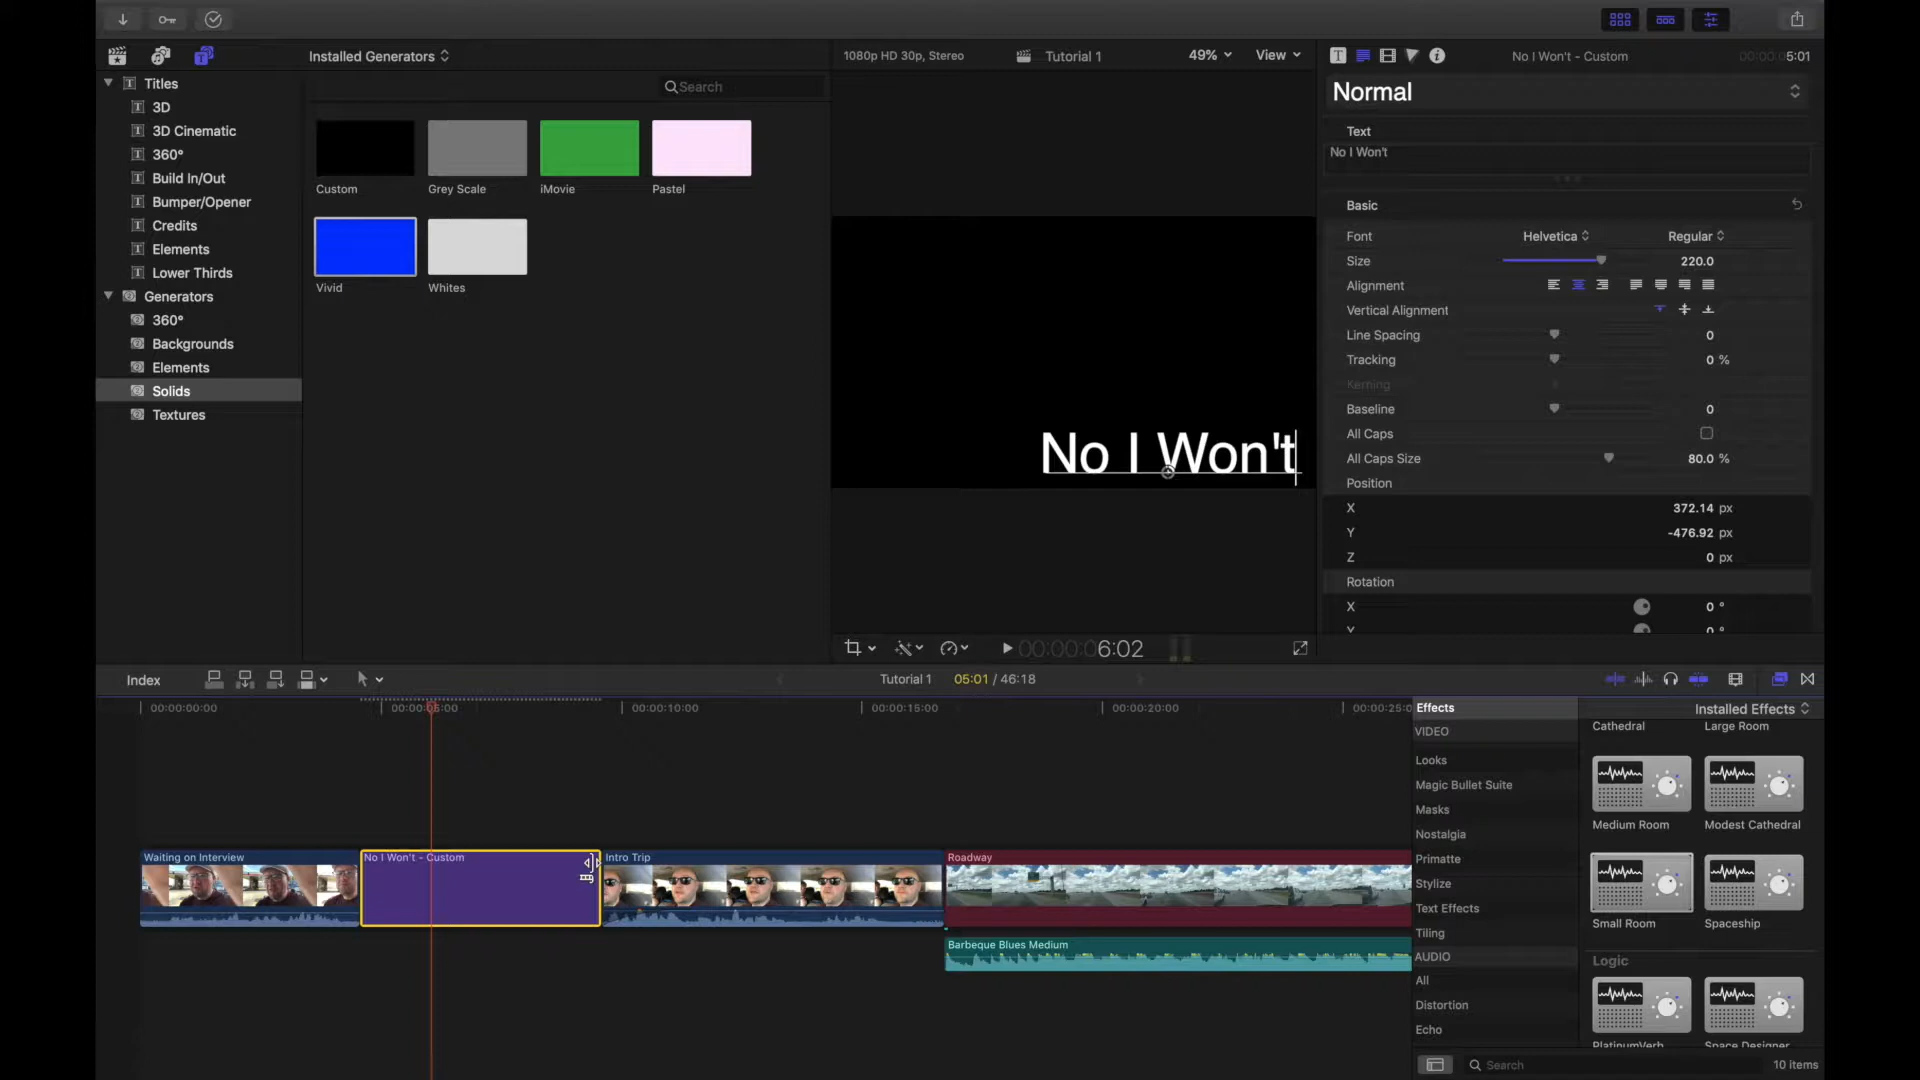 Installed Generators
1080p HD 30p, Stereo
Tutorial 1
49%
View
No I Won't - Custom
00:00:00:05:01
Titles
3D
3D Cinematic
360°
Build In/Out
Bumper/Opener
Credits
Elements
Lower Thirds
Generators
360°
Backgrounds
Elements
Solids
Textures
Search
Custom
Grey Scale
iMovie
Pastel
Vivid
Whites
No I Won't
00:00:00:06:02
Normal
Text
No I Won't
Basic
Font Helvetica Regular
Size 220.0
Alignment
Vertical Alignment
Line Spacing 0
Tracking 0 %
Kerning
Baseline 0
All Caps
All Caps Size 80.0 %
Position
X 372.14 px
Y -476.92 px
Z 0 px
Rotation
X 0 °
Y 0 °
Index
Tutorial 1
05:01 / 46:18
00:00:00:00
00:00:05:00
00:00:10:00
00:00:15:00
00:00:20:00
00:00:25:0
Waiting on Interview
No I Won't - Custom
Intro Trip
Roadway
Barbeque Blues Medium
Effects
Installed Effects
VIDEO
Looks
Magic Bullet Suite
Masks
Nostalgia
Primatte
Stylize
Text Effects
Tiling
AUDIO
All
Distortion
Echo
Cathedral
Large Room
Medium Room
Modest Cathedral
Small Room
Spaceship
Logic
PlatinumVerb
Space Designer
Search
10 items